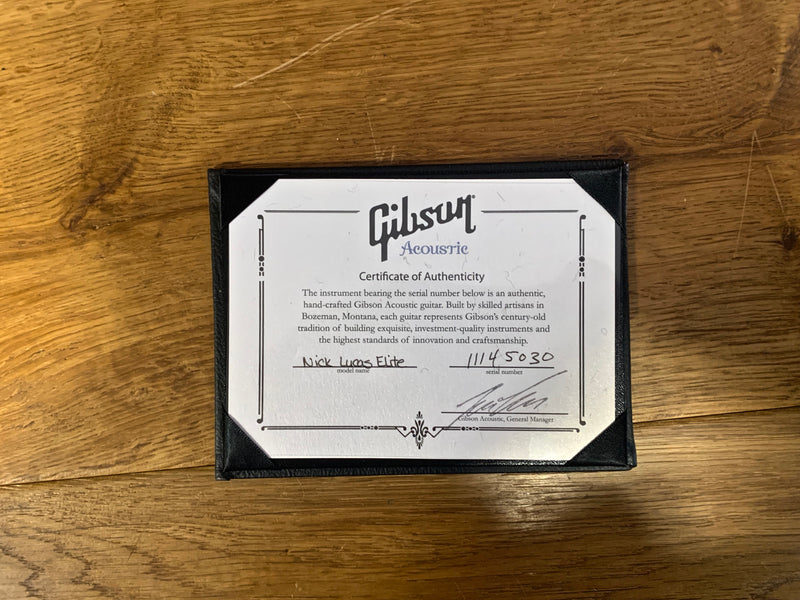 Gibson
Acoustic
Certificate of Authenticity
The instrument bearing the serial number below is an authentic,
hand-crafted Gibson Acoustic guitar. Built by skilled artisans in
Bozeman, Montana, each guitar represents Gibson's century-old
tradition of building exquisite, investment-quality instruments and
the highest standards of innovation and craftsmanship.
Nick Lucas Elite 11145030
model name serial number
Gibson Acoustic, General Manager